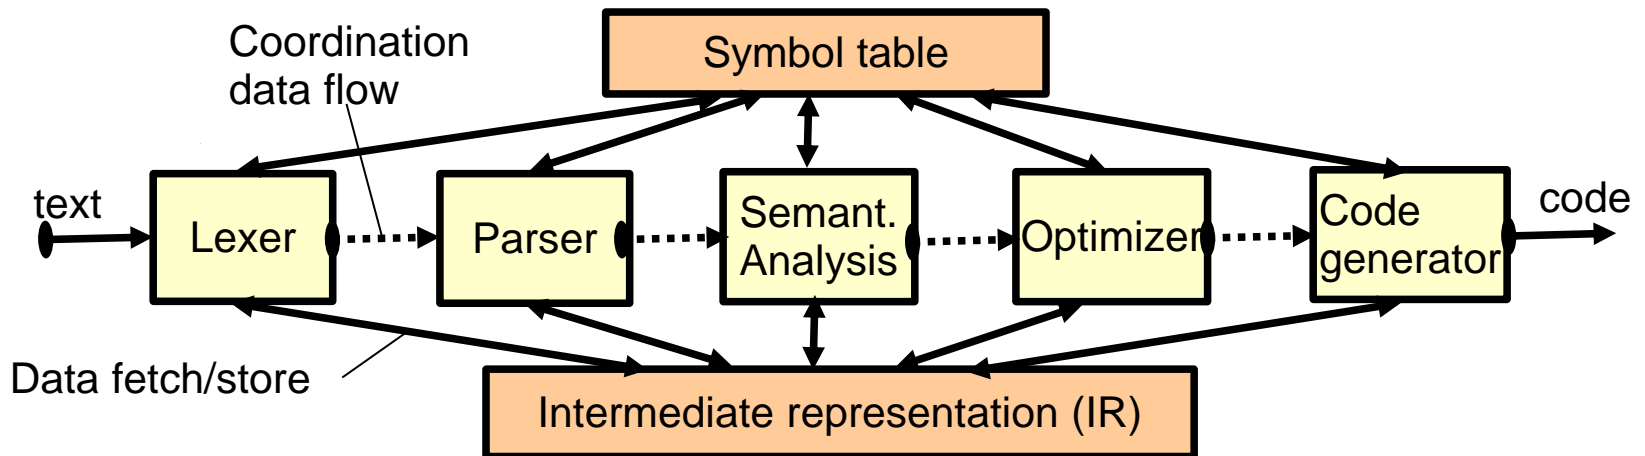 Coordination
data flow
Symbol table
text
Lexer
Parser
Semant.
Analysis
Optimizer
Code
generator
code
Data fetch/store
Intermediate representation (IR)